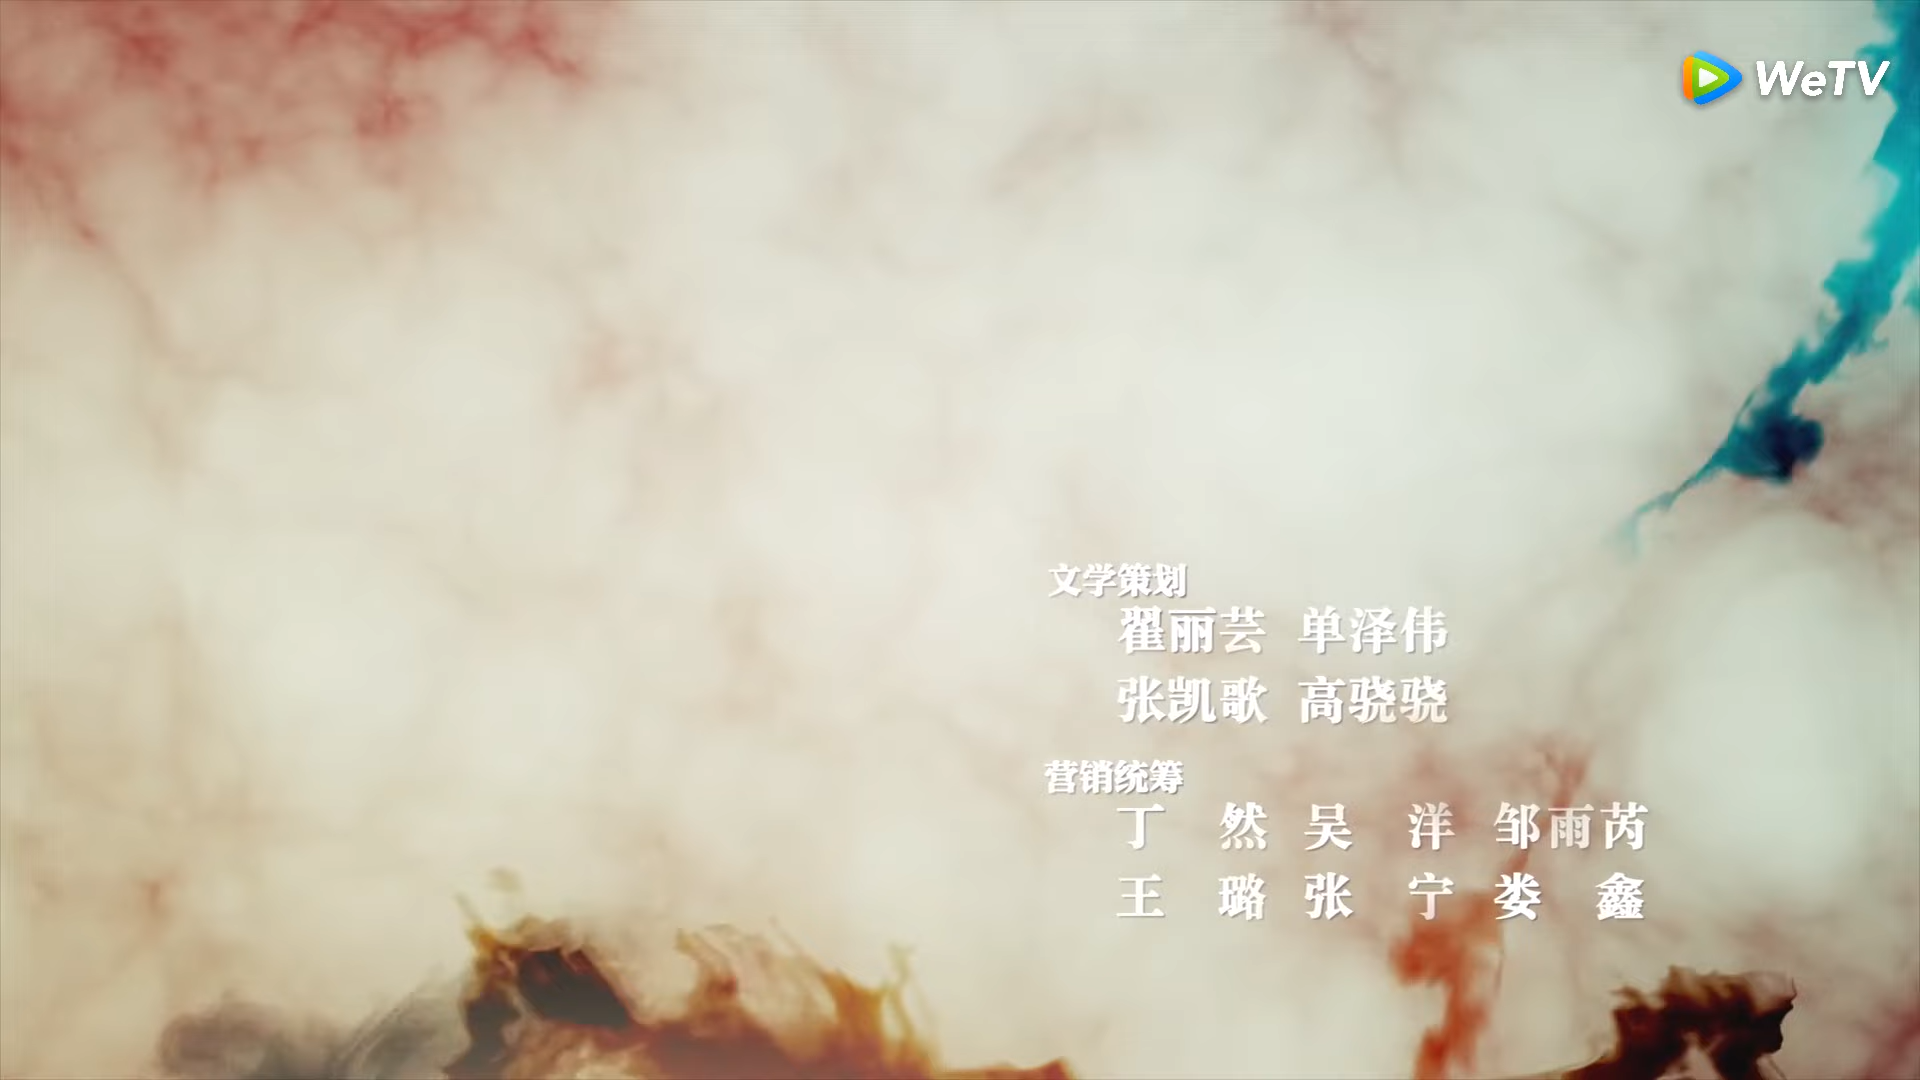 WeTV
文学策划
翟丽芸 单泽伟
张凯歌 高骁骁
营销统筹
丁 然 吴 洋 邹雨芮
王 璐 张 宁 娄 鑫